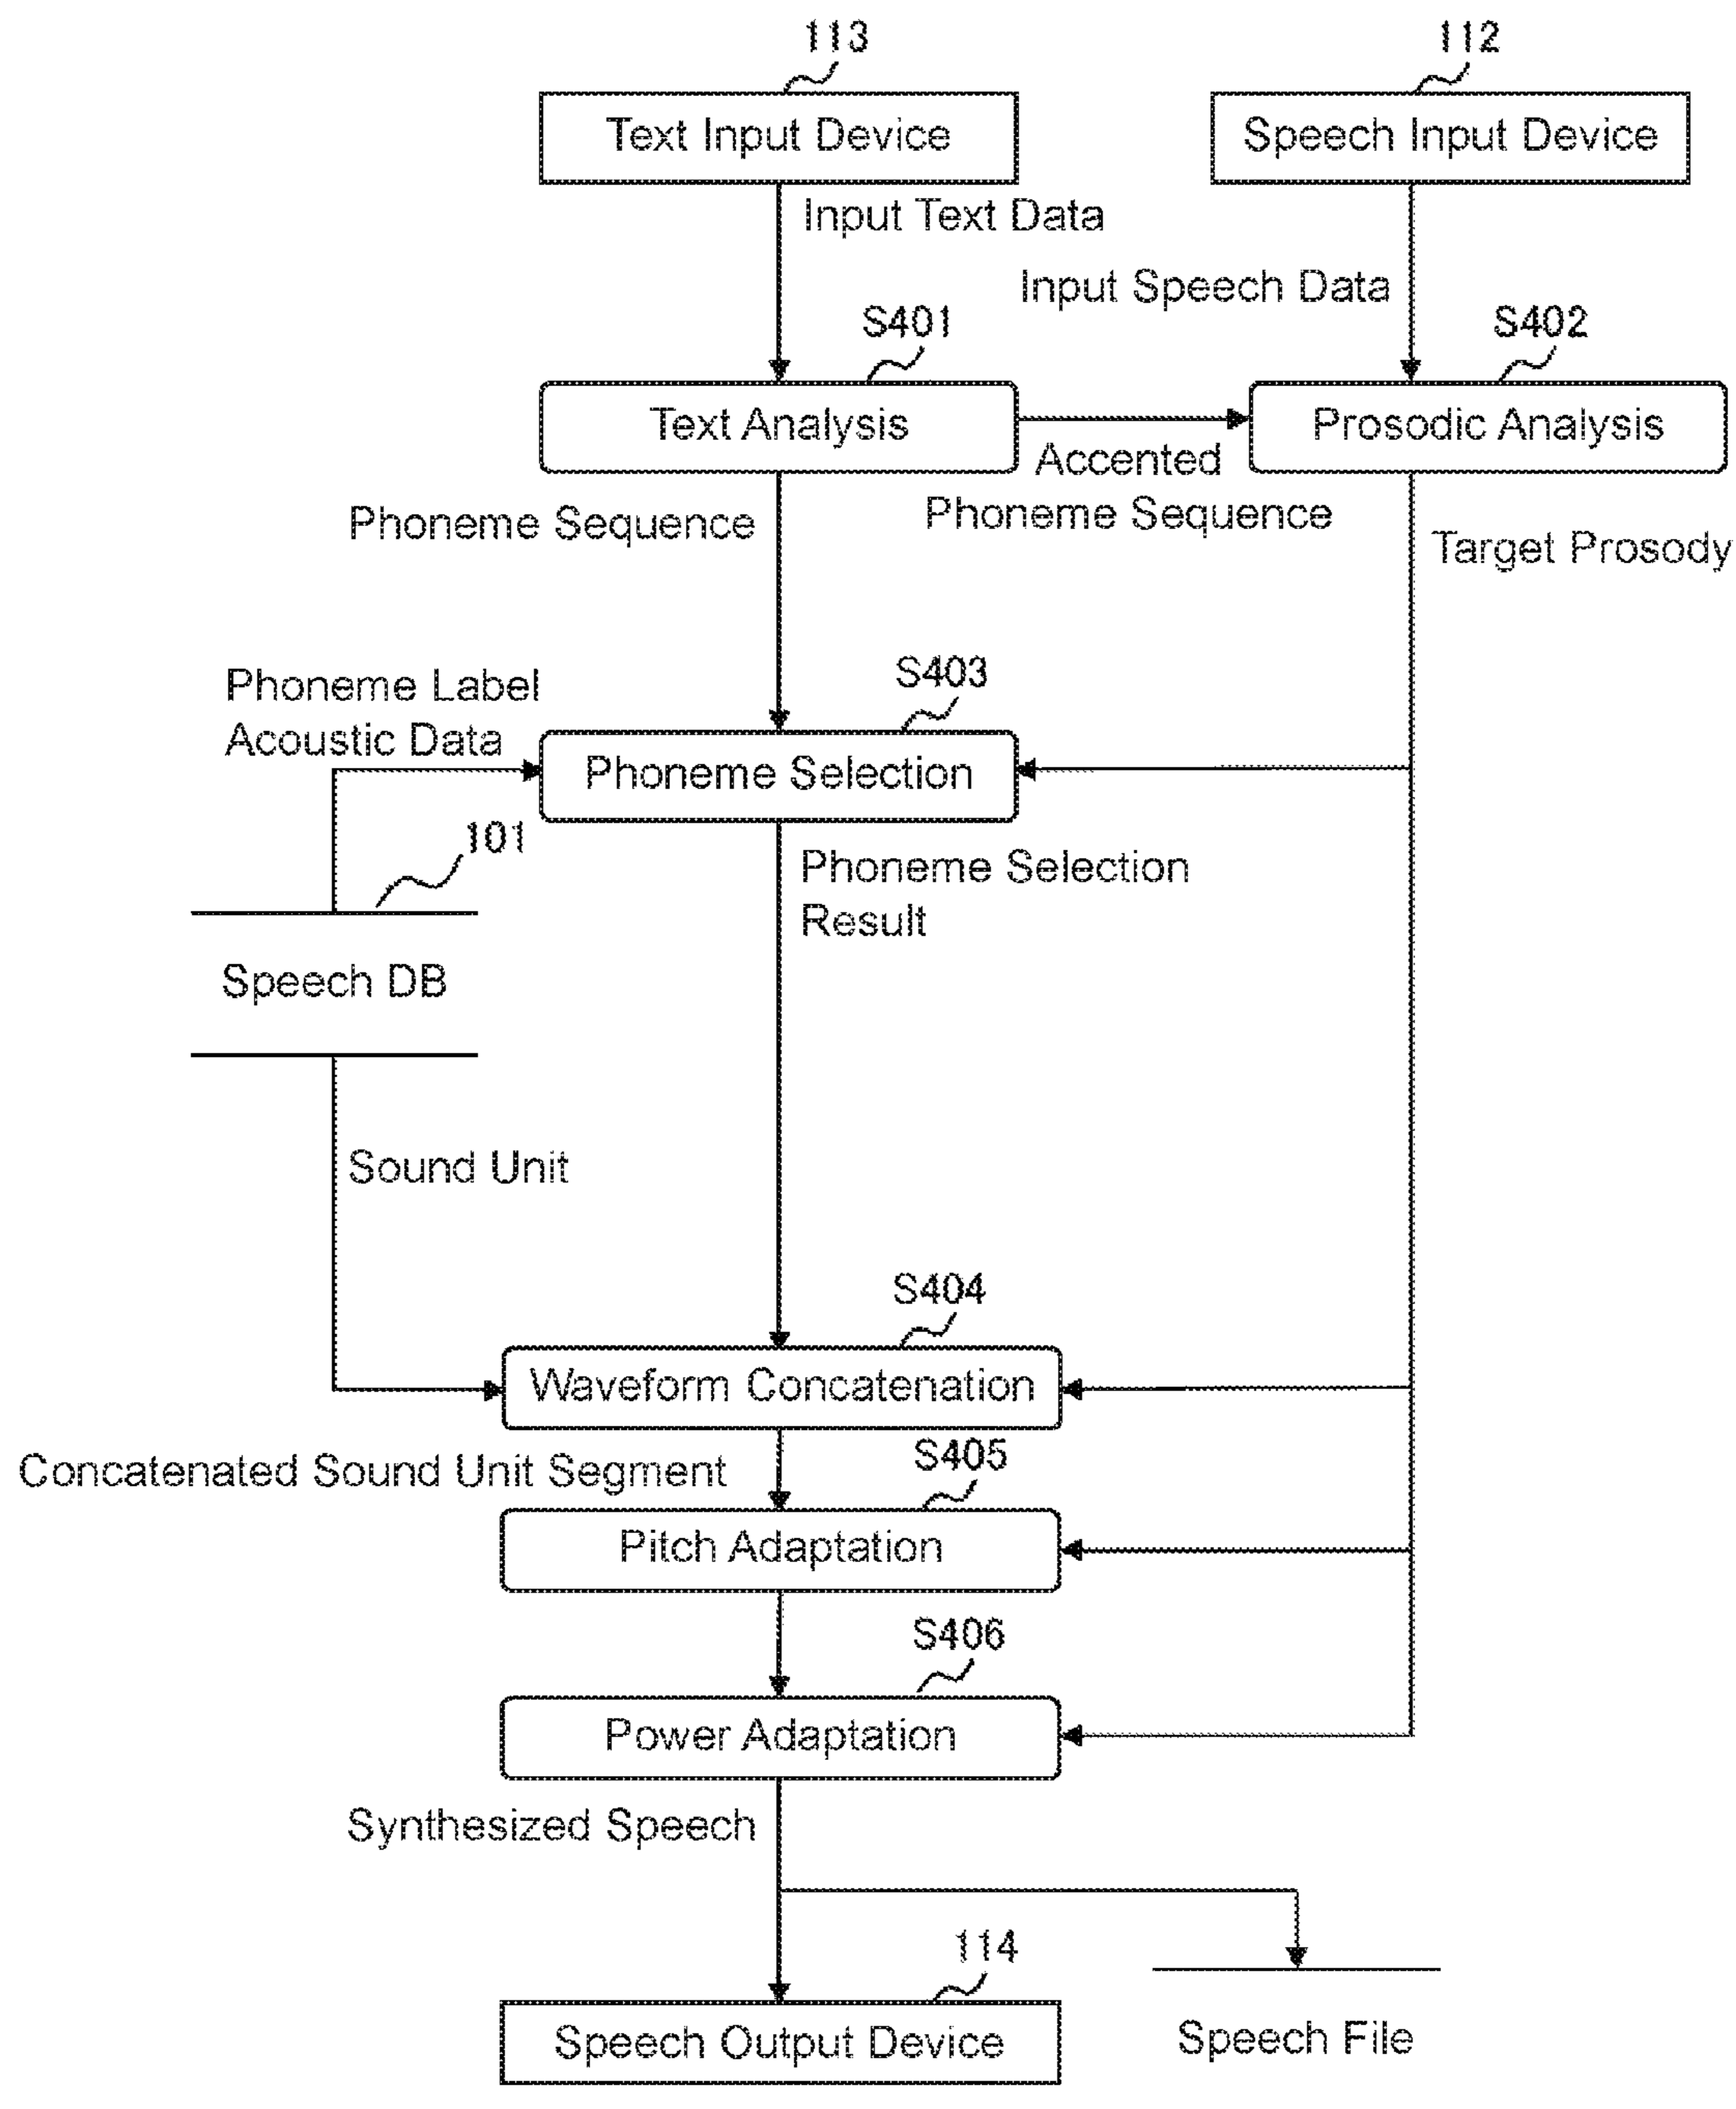 113
112
Text Input Device
Speech Input Device
Input Text Data
Input Speech Data
S401
S402
Text Analysis
Prosodic Analysis
Accented
Phoneme Sequence
Phoneme Sequence
Target Prosody
S403
Phoneme Label
Acoustic Data
Phoneme Selection
101
Phoneme Selection
Result
Speech DB
Sound Unit
S404
Waveform Concatenation
S405
Concatenated Sound Unit Segment
Pitch Adaptation
S406
Power Adaptation
Synthesized Speech
114
Speech Output Device
Speech File